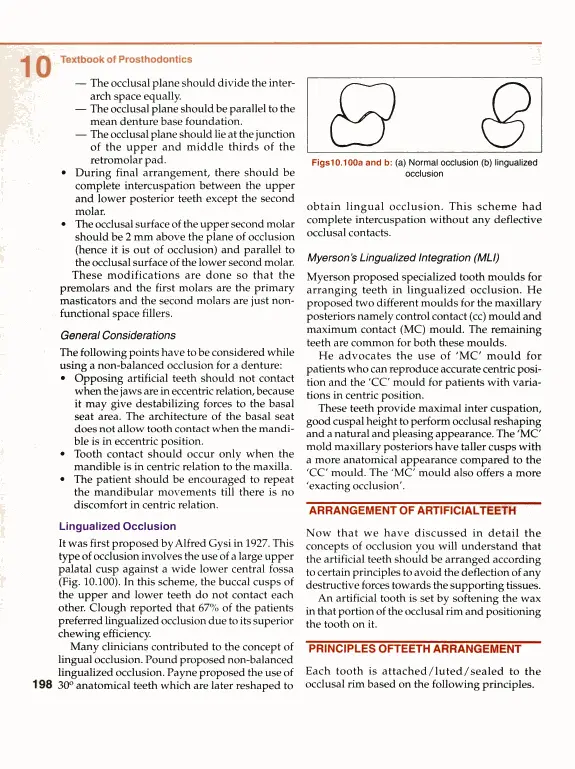 10
Textbook of Prosthodontics
— The occlusal plane should divide the inter-
arch space equally.
— The occlusal plane should be parallel to the
mean denture base foundation.
— The occlusal plane should lie at the junction
of the upper and middle thirds of the
retromolar pad.
• During final arrangement, there should be
complete intercuspation between the upper
and lower posterior teeth except the second
molar.
• The occlusal surface of the upper second molar
should be 2 mm above the plane of occlusion
(hence it is out of occlusion) and parallel to
the occlusal surface of the lower second molar.
These modifications are done so that the
premolars and the first molars are the primary
masticators and the second molars are just non-
functional space fillers.
General Considerations
The following points have to be considered while
using a non-balanced occlusion for a denture:
• Opposing artificial teeth should not contact
when the jaws are in eccentric relation, because
it may give destabilizing forces to the basal
seat area. The architecture of the basal seat
does not allow tooth contact when the mandi-
ble is in eccentric position.
• Tooth contact should occur only when the
mandible is in centric relation to the maxilla.
• The patient should be encouraged to repeat
the mandibular movements till there is no
discomfort in centric relation.
Lingualized Occlusion
It was first proposed by Alfred Gysi in 1927. This
type of occlusion involves the use of a large upper
palatal cusp against a wide lower central fossa
(Fig. 10.100). In this scheme, the buccal cusps of
the upper and lower teeth do not contact each
other. Clough reported that 67% of the patients
preferred lingualized occlusion due to its superior
chewing efficiency.
Many clinicians contributed to the concept of
lingual occlusion. Pound proposed non-balanced
lingualized occlusion. Payne proposed the use of
30° anatomical teeth which are later reshaped to
198
Figs10.100a and b: (a) Normal occlusion (b) lingualized
occlusion
obtain lingual occlusion. This scheme had
complete intercuspation without any deflective
occlusal contacts.
Myerson's Lingualized Integration (MLI)
Myerson proposed specialized tooth moulds for
arranging teeth in lingualized occlusion. He
proposed two different moulds for the maxillary
posteriors namely control contact (cc) mould and
maximum contact (MC) mould. The remaining
teeth are common for both these moulds.
He advocates the use of 'MC' mould for
patients who can reproduce accurate centric posi-
tion and the 'CC' mould for patients with varia-
tions in centric position.
These teeth provide maximal inter cuspation,
good cuspal height to perform occlusal reshaping
and a natural and pleasing appearance. The 'MC'
mold maxillary posteriors have taller cusps with
a more anatomical appearance compared to the
'CC' mould. The 'MC' mould also offers a more
'exacting occlusion'.
ARRANGEMENT OF ARTIFICIALTEETH
Now that we have discussed in detail the
concepts of occlusion you will understand that
the artificial teeth should be arranged according
to certain principles to avoid the deflection of any
destructive forces towards the supporting tissues.
An artificial tooth is set by softening the wax
in that portion of the occlusal rim and positioning
the tooth on it.
PRINCIPLES OFTEETH ARRANGEMENT
Each tooth is attached/luted/sealed to the
occlusal rim based on the following principles.